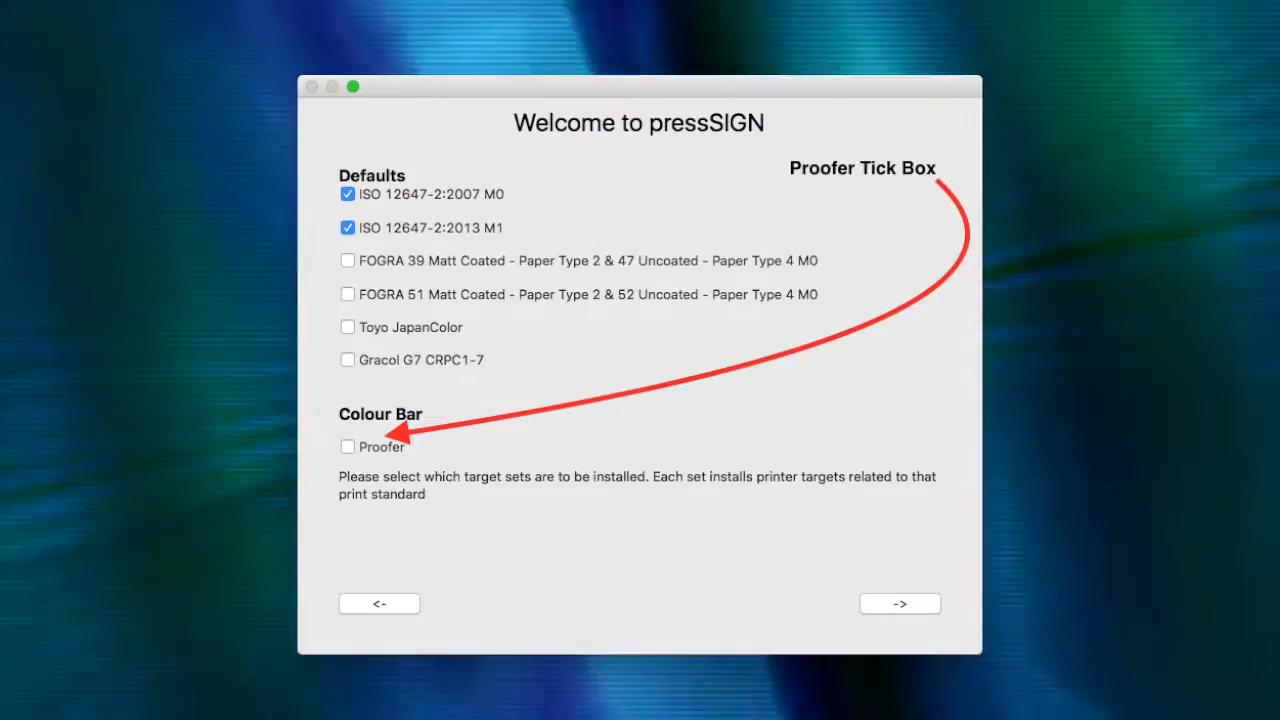 Welcome to pressSIGN
Proofer Tick Box
Defaults
ISO 12647-2:2007 M0
ISO 12647-2:2013 M1
FOGRA 39 Matt Coated - Paper Type 2 & 47 Uncoated - Paper Type 4 M0
FOGRA 51 Matt Coated - Paper Type 2 & 52 Uncoated - Paper Type 4 M0
Toyo JapanColor
Gracol G7 CRPC1-7
Colour Bar
Proofer
Please select which target sets are to be installed. Each set installs printer targets related to that
print standard
<-
->